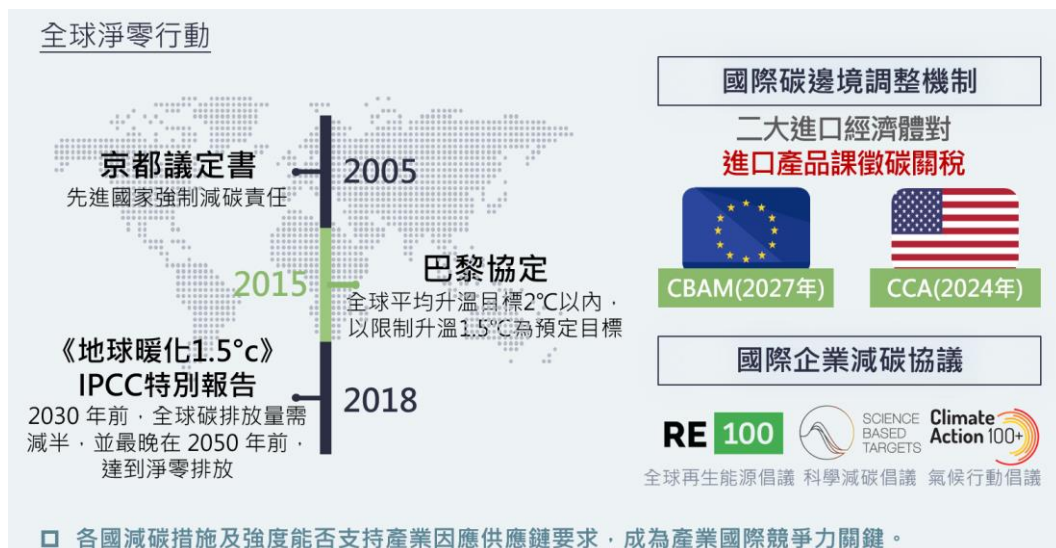 全球淨零行動
京都議定書
先進國家強制減碳責任
2005
2015
巴黎協定
全球平均升溫目標2℃以內，
以限制升溫1.5℃為預定目標
《地球暖化1.5°c》
IPCC特別報告
2030 年前，全球碳排放量需
減半，並最晚在 2050 年前，
達到淨零排放
2018
國際碳邊境調整機制
二大進口經濟體對
進口產品課徵碳關稅
CBAM(2027年)
CCA(2024年)
國際企業減碳協議
RE 100
SCIENCE
BASED
TARGETS
Climate
Action 100+
全球再生能源倡議 科學減碳倡議 氣候行動倡議
各國減碳措施及強度能否支持產業因應供應鏈要求，成為產業國際競爭力關鍵。